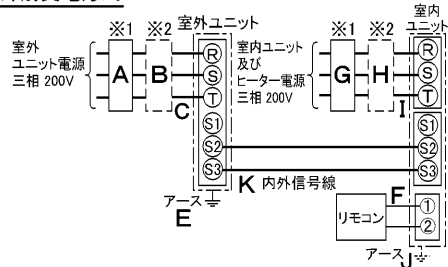 ※1 ※2 室外ユニット
室外
ユニット電源
三相 200V
A B C
R
S
T
S1
S2
S3
アース
E
※1 ※2 室内
ユニット
室内ユニット
及び
ヒーター電源
三相 200V
G H I
R
S
T
S1
S2
S3
K 内外信号線
F
リモコン
①
②
アース J